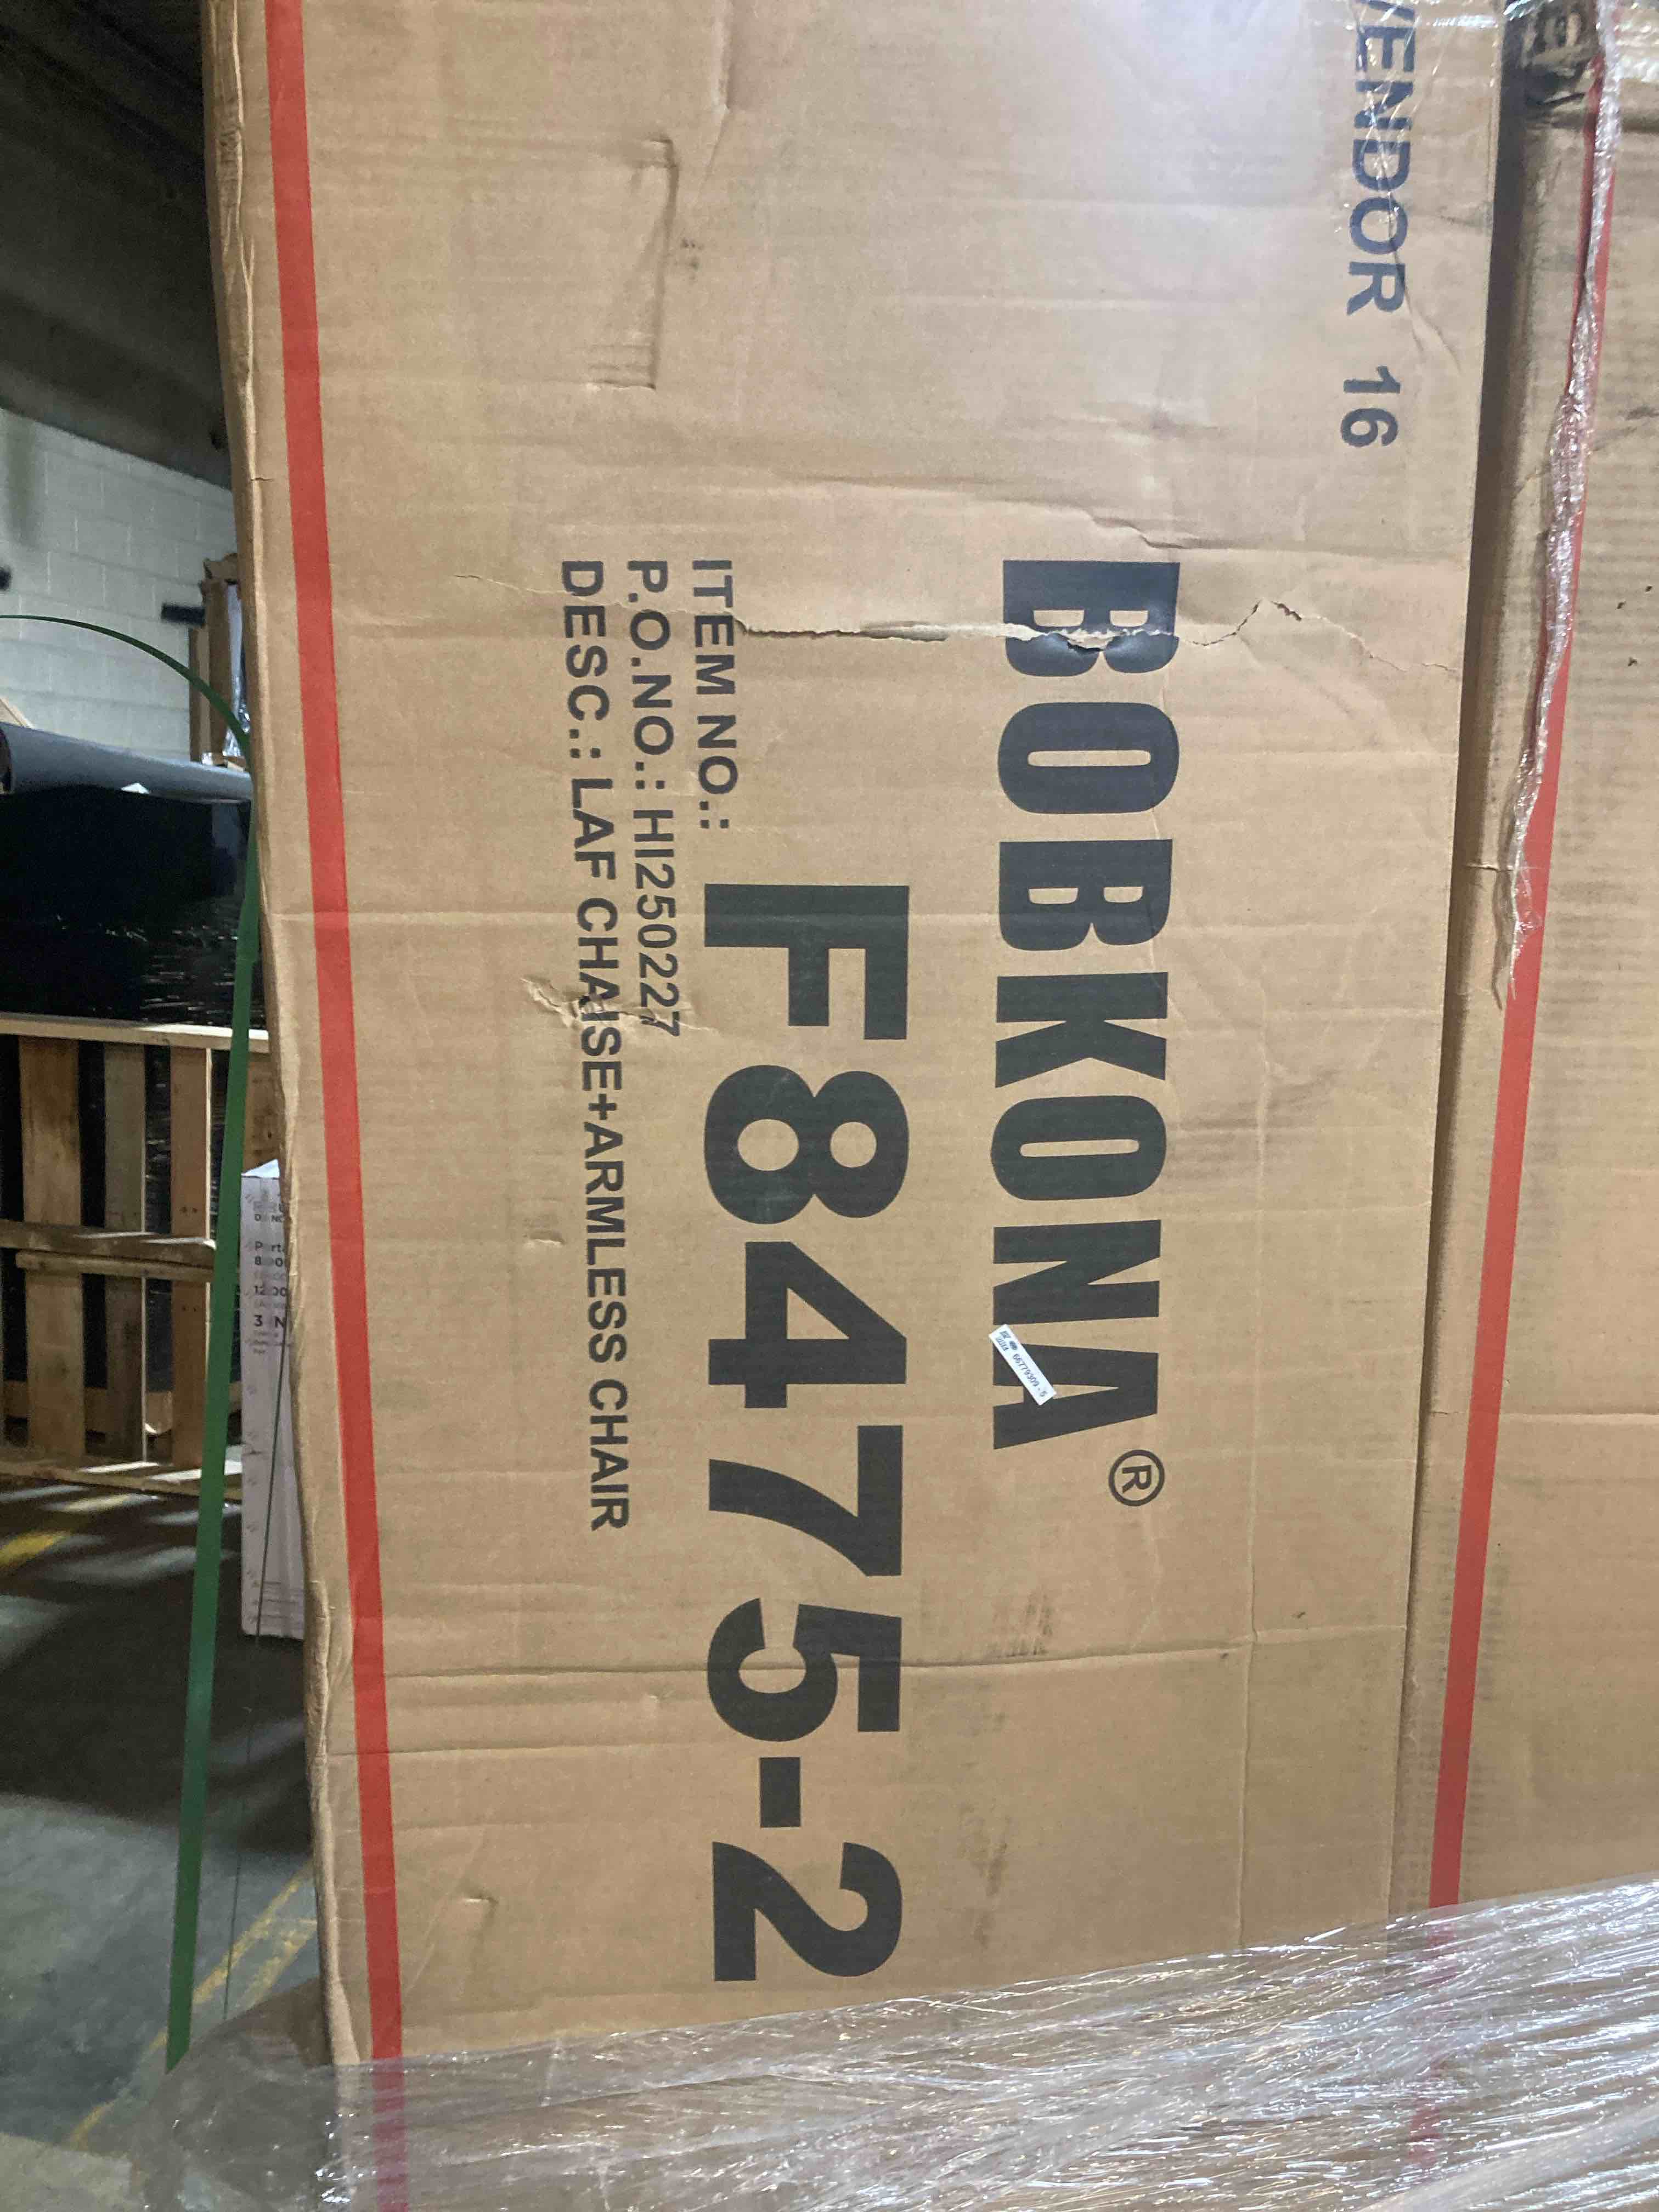 VENDOR 16
BOBKONA®
ITEM NO.: F8475-2
P.O.NO.: HI250227
DESC.: LAF CHAISE+ARMLESS CHAIR